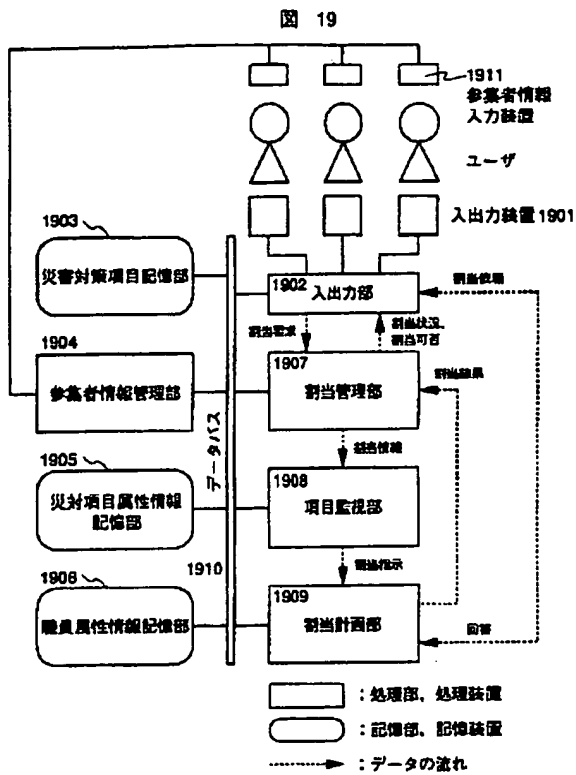 図 19
1911
参集者情報
入力装置
ユーザ
入出力装置1901
1903
災害対策項目記憶部
1902
入出力部
割当依頼
割当要求
割当状況、
割当可否
1904
参集者情報管理部
1907
割当管理部
割当結果
データバス
1910
割当情報
1905
災対項目属性情報
記憶部
1908
項目監視部
割当指示
1906
職員属性情報記憶部
1909
割当計画部
回答
：処理部、処理装置
：記憶部、記憶装置
：データの流れ